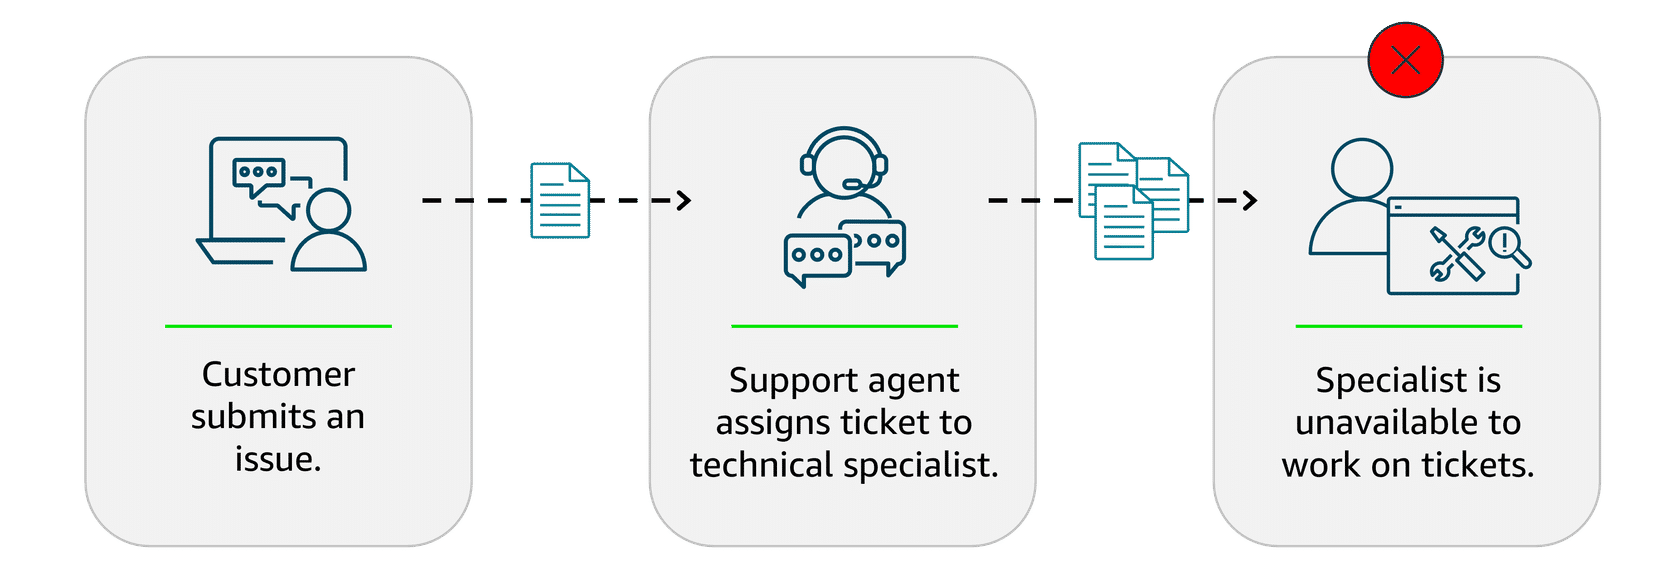 Customer
submits an
issue.
Support agent
assigns ticket to
technical specialist.
Specialist is
unavailable to
work on tickets.